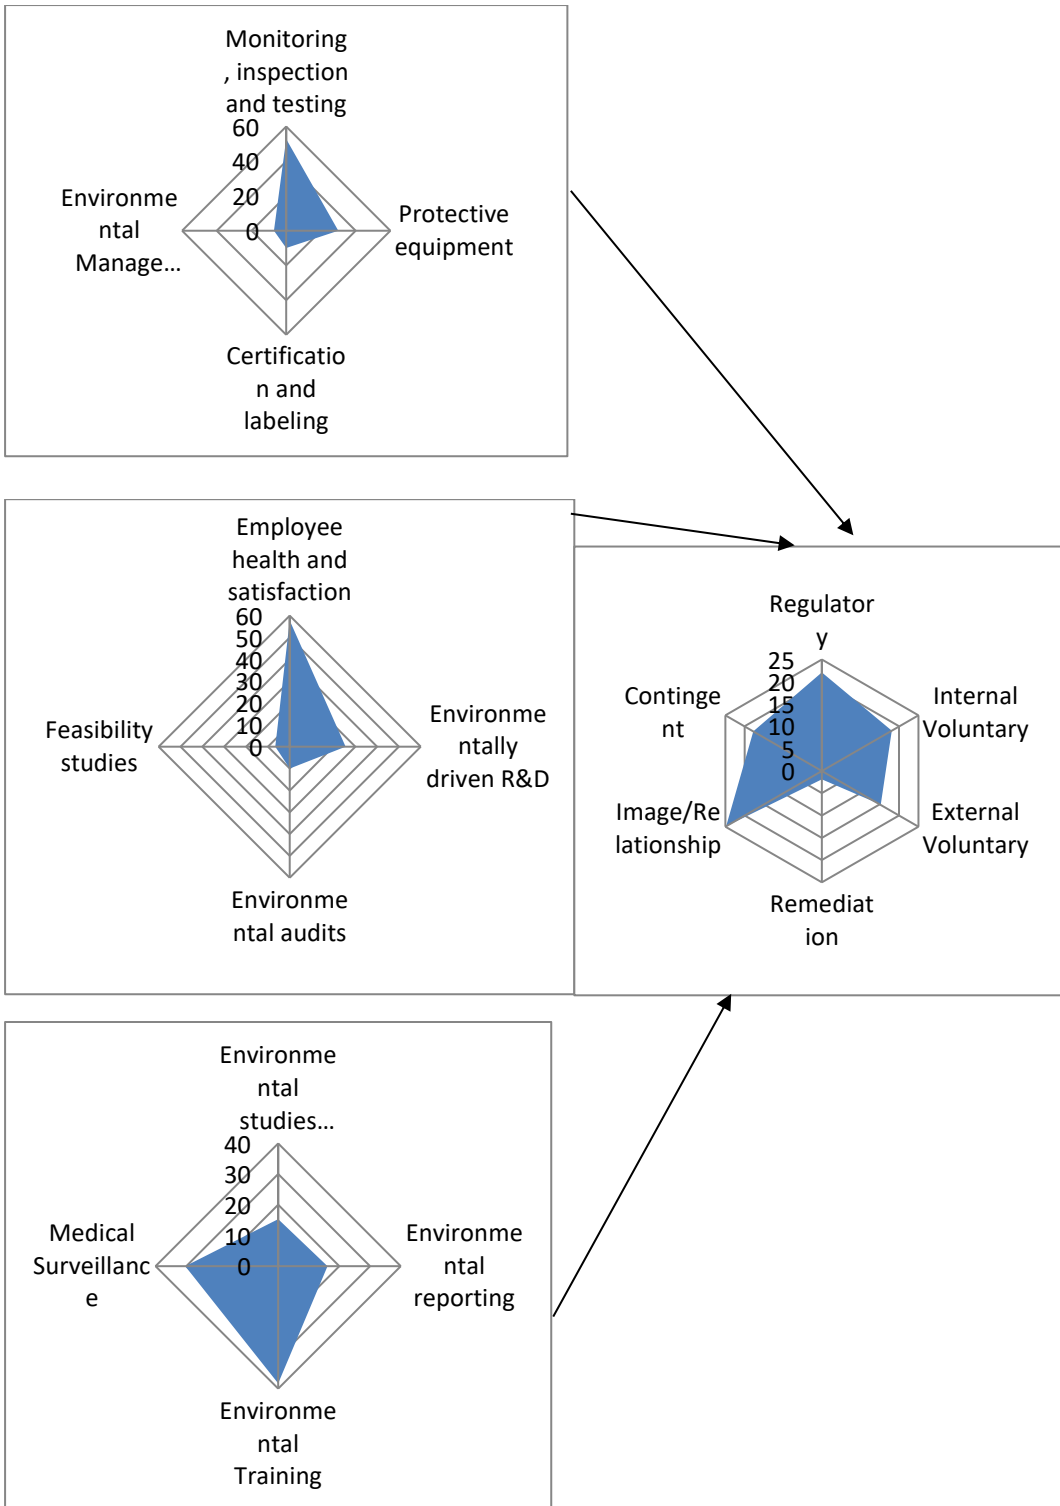 Monitoring
, inspection
and testing
60
40
20
0
Environme
ntal
Manage...
Protective
equipment
Certificatio
n and
labeling
Employee
health and
satisfaction
60
50
40
30
20
10
0
Feasibility
studies
Environme
ntally
driven R&D
Environme
ntal audits
Regulator
y
25
20
15
10
5
0
Continge
nt
Internal
Voluntary
Image/Re
lationship
External
Voluntary
Remediat
ion
Environme
ntal
studies...
40
30
20
10
0
Medical
Surveillanc
e
Environme
ntal
reporting
Environme
ntal
Training